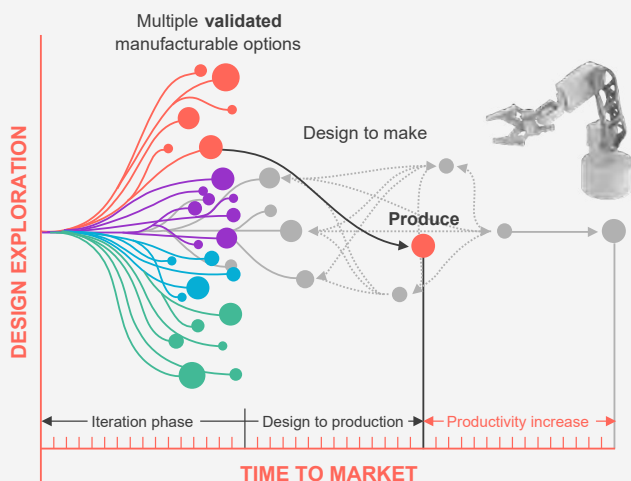 Multiple validated
manufacturable options
Design to make
Produce
DESIGN EXPLORATION
Iteration phase
Design to production
Productivity increase
TIME TO MARKET